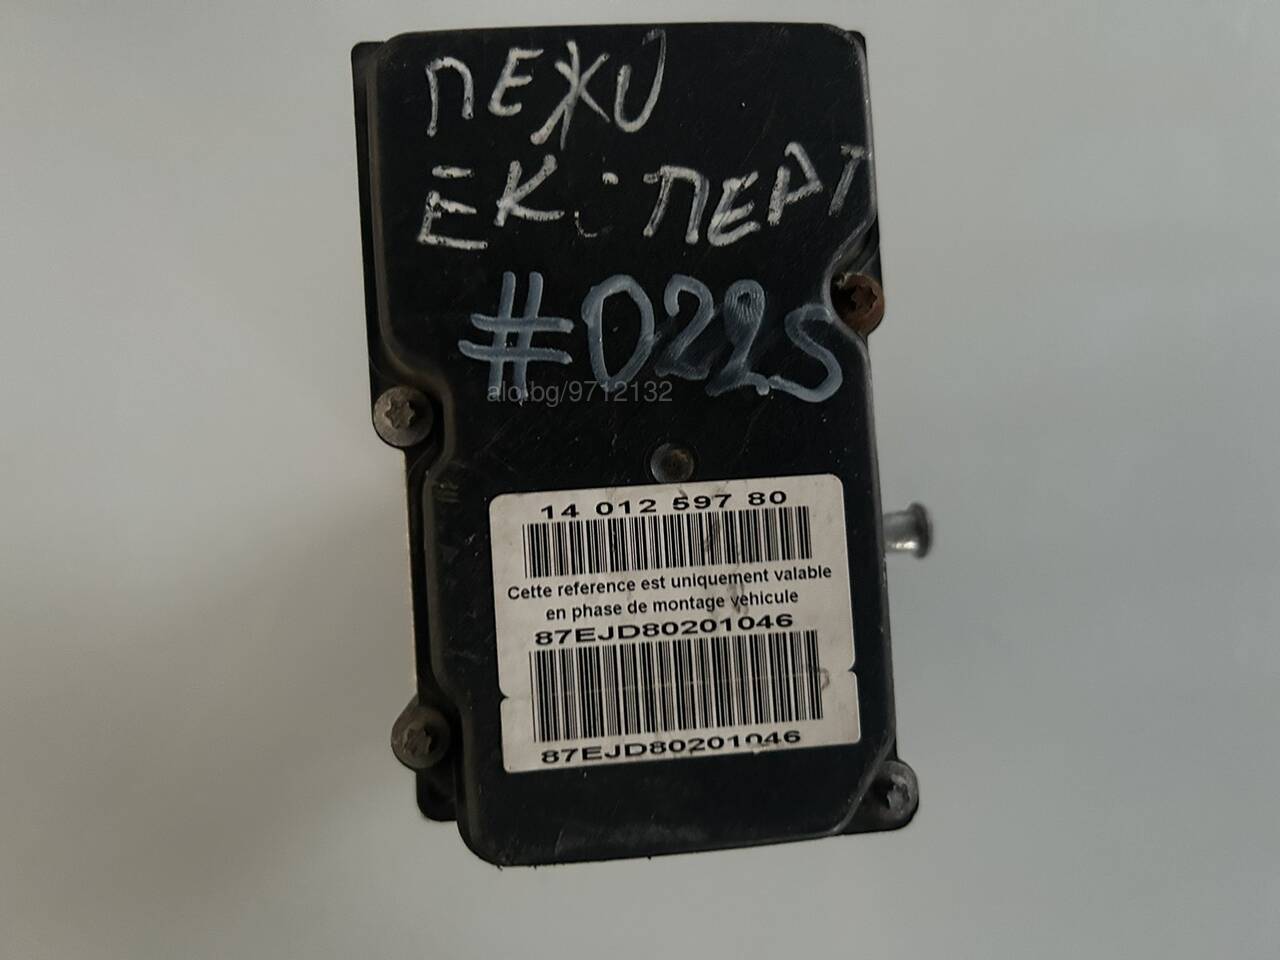 ПЕЖО
ЕКСПЕРТ
#022S
alo.bg/9712132
14 012 597 80
Cette reference est uniquement valable
en phase de montage vehicule
87EJD80201046
87EJD80201046